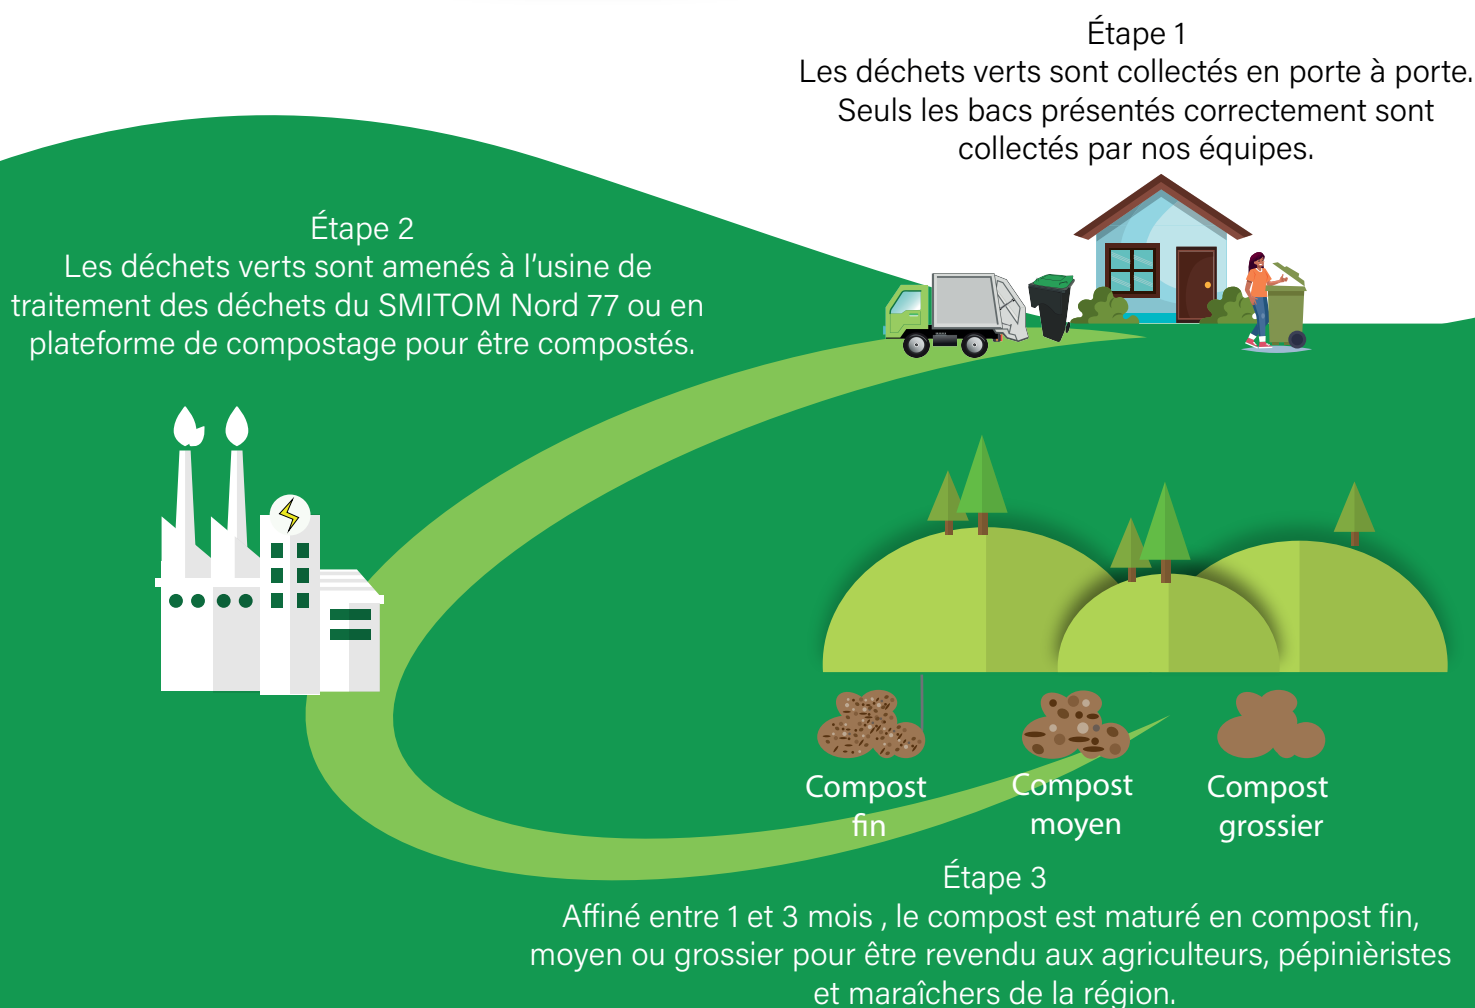 Étape 1
Les déchets verts sont collectés en porte à porte.
Seuls les bacs présentés correctement sont
collectés par nos équipes.
Étape 2
Les déchets verts sont amenés à l'usine de
traitement des déchets du SMITOM Nord 77 ou en
plateforme de compostage pour être compostés.
Compost
fin
Compost
moyen
Compost
grossier
Étape 3
Affiné entre 1 et 3 mois , le compost est maturé en compost fin,
moyen ou grossier pour être revendu aux agriculteurs, pépinièristes
et maraîchers de la région.